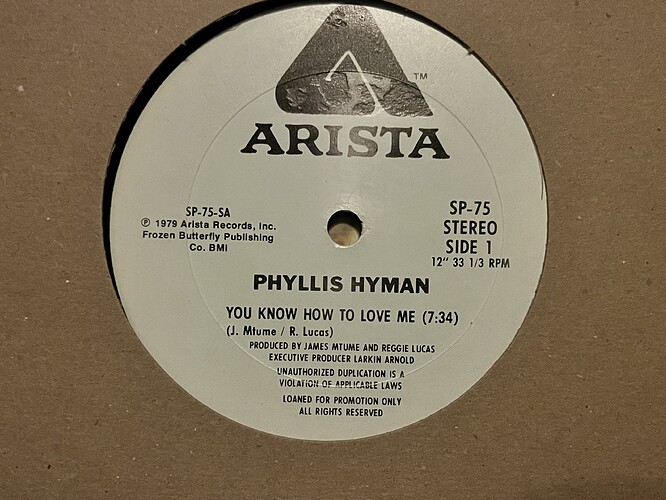 ™
ARISTA
SP-75-SA
℗ 1979 Arista Records, Inc.
Frozen Butterfly Publishing
Co. BMI
SP-75
STEREO
SIDE 1
12" 33 1/3 RPM
PHYLLIS HYMAN
YOU KNOW HOW TO LOVE ME (7:34)
(J. Mtume / R. Lucas)
PRODUCED BY JAMES MTUME AND REGGIE LUCAS
EXECUTIVE PRODUCER LARKIN ARNOLD
UNAUTHORIZED DUPLICATION IS A
VIOLATION OF APPLICABLE LAWS
LOANED FOR PROMOTION ONLY
ALL RIGHTS RESERVED